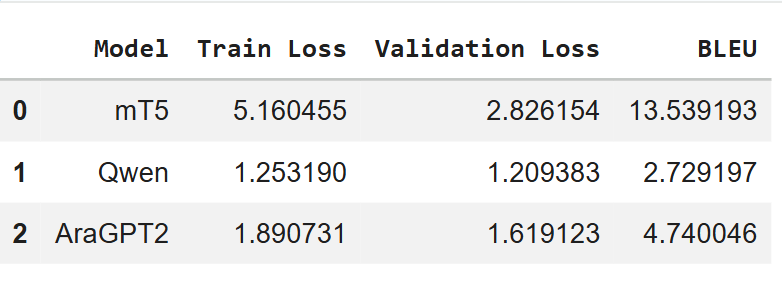 Model Train Loss Validation Loss BLEU
0 mT5 5.160455 2.826154 13.539193
1 Qwen 1.253190 1.209383 2.729197
2 AraGPT2 1.890731 1.619123 4.740046